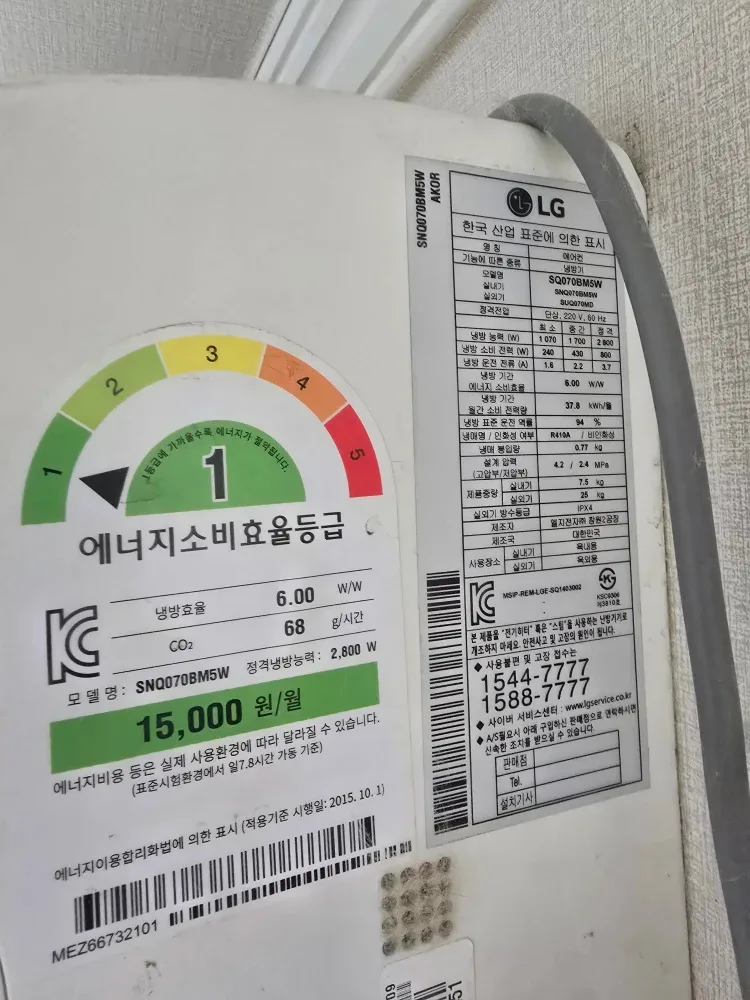 1
2
3
4
5
1등급에 가까울수록 에너지가 절약됩니다.
1
에너지소비효율등급
냉방효율 6.00 W/W
CO₂ 68 g/시간
모델명 : SNQ070BM5W 정격냉방능력 : 2,800 W
15,000 원/월
에너지비용 등은 실제 사용환경에 따라 달라질 수 있습니다.
(표준시험환경에서 일7.8시간 가동 기준)
에너지이용합리화법에 의한 표시 (적용기준 시행일: 2015. 10. 1)
MEZ66732101
SNQ070BM5W
AKOR
LG
한국 산업 표준에 의한 표시
명 칭 에어컨
기능에 따른 종류 냉방기
모델명 SQ070BM5W
실내기 SNQ070BM5W
실외기 SUQ070MD
정격전압 단상, 220 V, 60 Hz
최 소 중 간 정 격
냉방 능력 (W) 1 070 1 700 2 800
냉방 소비 전력 (W) 240 430 800
냉방 운전 전류 (A) 1.6 2.2 3.7
냉방 기간
에너지 소비효율 6.00 W/W
냉방 기간
월간 소비 전력량 37.8 kWh/월
냉방 표준 운전 역률 94 %
냉매명 / 인화성 여부 R410A / 비인화성
냉매 봉입량 0.77 kg
설계 압력
(고압부/저압부) 4.2 / 2.4 MPa
제품중량 실내기 7.5 kg
실외기 25 kg
실외기 방수등급 IPX4
제조자 엘지전자㈜ 창원2공장
제조국 대한민국
사용장소 실내기 옥내용
실외기 옥외용
MSIP-REM-LGE-SQ1403002
KSC9306
제3810호
본 제품을 "전기히터" 혹은 "스팀"을 사용하는 난방기기로
개조하지 마세요. 안전사고 및 고장의 원인이 됩니다.
◆ 사용불편 및 고장 접수는
1544-7777
1588-7777
◆ 사이버 서비스센터 : www.lgservice.co.kr
◆ A/S필요시 아래 구입하신 판매점으로 연락하시면
신속한 조치를 받으실 수 있습니다.
판매점
Tel.
설치기사
09
51